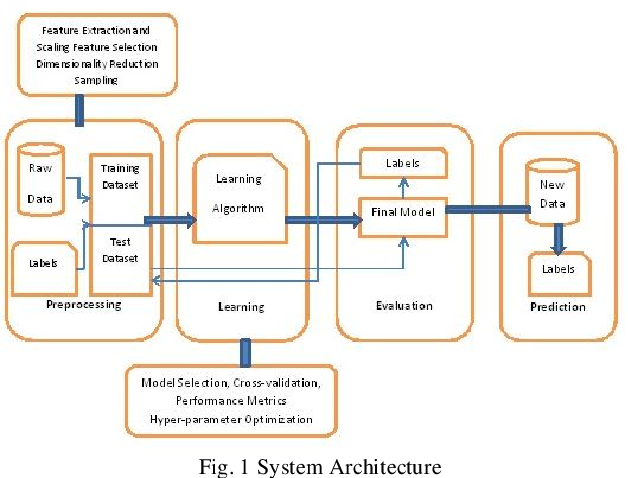 Feature Extraction and
Scaling Feature Selection
Dimensionality Reduction
Sampling
Raw
Data
Labels
Training
Dataset
Test
Dataset
Preprocessing
Learning
Algorithm
Learning
Labels
Final Model
Evaluation
New
Data
Labels
Prediction
Model Selection, Cross-validation,
Performance Metrics
Hyper-parameter Optimization
Fig. 1 System Architecture